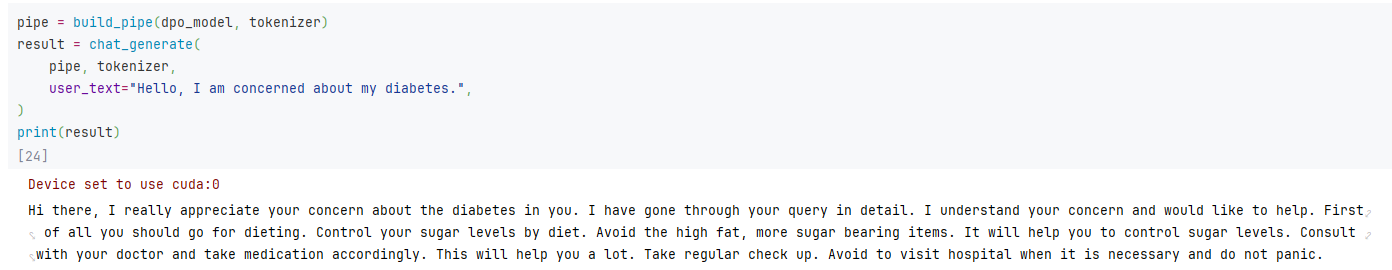 pipe = build_pipe(dpo_model, tokenizer)
result = chat_generate(
    pipe, tokenizer,
    user_text="Hello, I am concerned about my diabetes.",
)
print(result)
[24]
Device set to use cuda:0
Hi there, I really appreciate your concern about the diabetes in you. I have gone through your query in detail. I understand your concern and would like to help. First
of all you should go for dieting. Control your sugar levels by diet. Avoid the high fat, more sugar bearing items. It will help you to control sugar levels. Consult
with your doctor and take medication accordingly. This will help you a lot. Take regular check up. Avoid to visit hospital when it is necessary and do not panic.